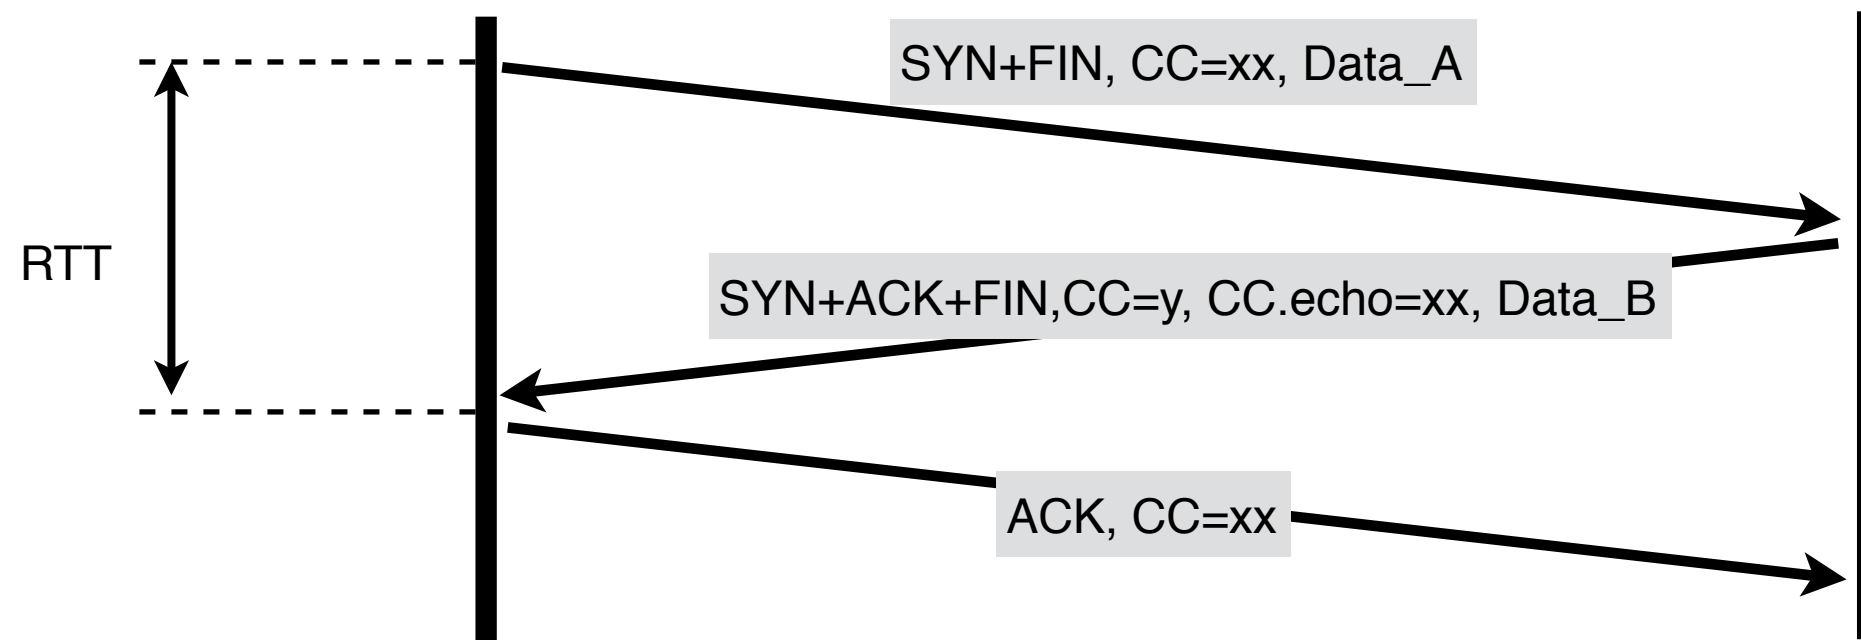 SYN+FIN, CC=xx, Data_A
RTT
SYN+ACK+FIN,CC=y, CC.echo=xx, Data_B
ACK, CC=xx